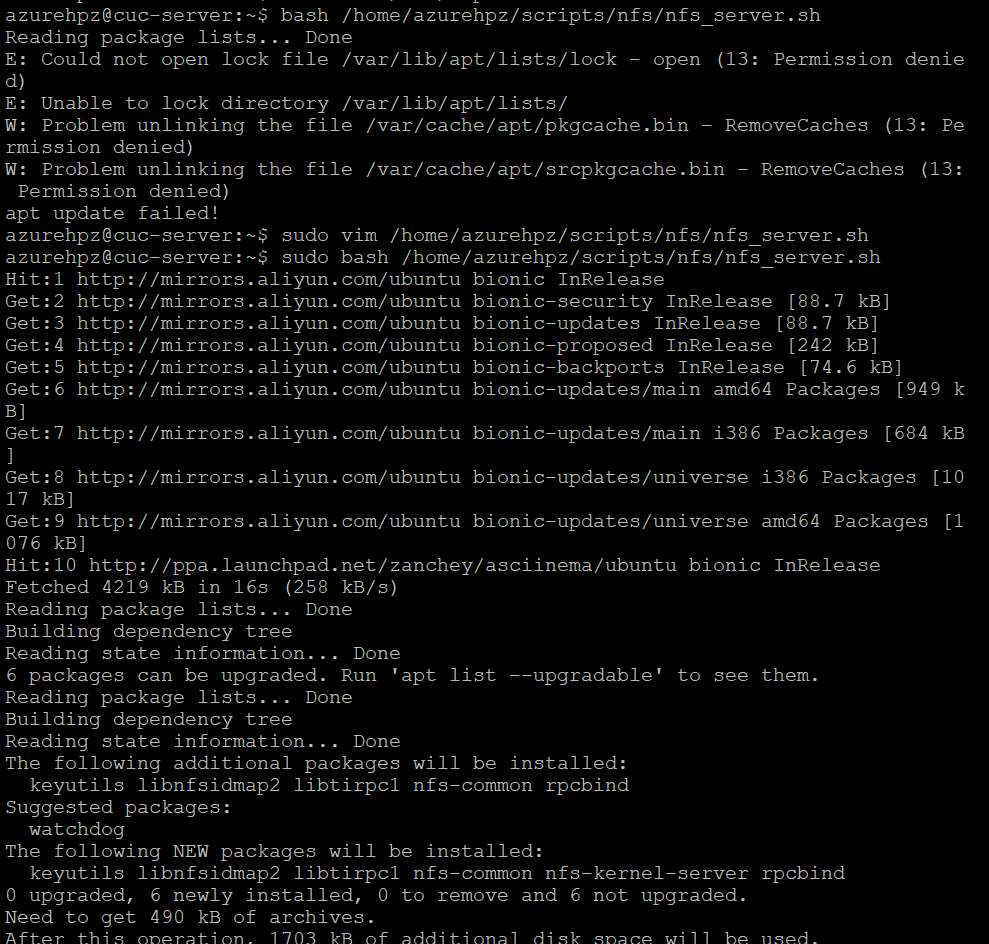 azurehpz@cuc-server:~$ bash /home/azurehpz/scripts/nfs/nfs_server.sh
Reading package lists... Done
E: Could not open lock file /var/lib/apt/lists/lock - open (13: Permission denie
d)
E: Unable to lock directory /var/lib/apt/lists/
W: Problem unlinking the file /var/cache/apt/pkgcache.bin - RemoveCaches (13: Pe
rmission denied)
W: Problem unlinking the file /var/cache/apt/srcpkgcache.bin - RemoveCaches (13:
 Permission denied)
apt update failed!
azurehpz@cuc-server:~$ sudo vim /home/azurehpz/scripts/nfs/nfs_server.sh
azurehpz@cuc-server:~$ sudo bash /home/azurehpz/scripts/nfs/nfs_server.sh
Hit:1 http://mirrors.aliyun.com/ubuntu bionic InRelease
Get:2 http://mirrors.aliyun.com/ubuntu bionic-security InRelease [88.7 kB]
Get:3 http://mirrors.aliyun.com/ubuntu bionic-updates InRelease [88.7 kB]
Get:4 http://mirrors.aliyun.com/ubuntu bionic-proposed InRelease [242 kB]
Get:5 http://mirrors.aliyun.com/ubuntu bionic-backports InRelease [74.6 kB]
Get:6 http://mirrors.aliyun.com/ubuntu bionic-updates/main amd64 Packages [949 k
B]
Get:7 http://mirrors.aliyun.com/ubuntu bionic-updates/main i386 Packages [684 kB
]
Get:8 http://mirrors.aliyun.com/ubuntu bionic-updates/universe i386 Packages [10
17 kB]
Get:9 http://mirrors.aliyun.com/ubuntu bionic-updates/universe amd64 Packages [1
076 kB]
Hit:10 http://ppa.launchpad.net/zanchey/asciinema/ubuntu bionic InRelease
Fetched 4219 kB in 16s (258 kB/s)
Reading package lists... Done
Building dependency tree
Reading state information... Done
6 packages can be upgraded. Run 'apt list --upgradable' to see them.
Reading package lists... Done
Building dependency tree
Reading state information... Done
The following additional packages will be installed:
  keyutils libnfsidmap2 libtirpc1 nfs-common rpcbind
Suggested packages:
  watchdog
The following NEW packages will be installed:
  keyutils libnfsidmap2 libtirpc1 nfs-common nfs-kernel-server rpcbind
0 upgraded, 6 newly installed, 0 to remove and 6 not upgraded.
Need to get 490 kB of archives.
After this operation, 1703 kB of additional disk space will be used.